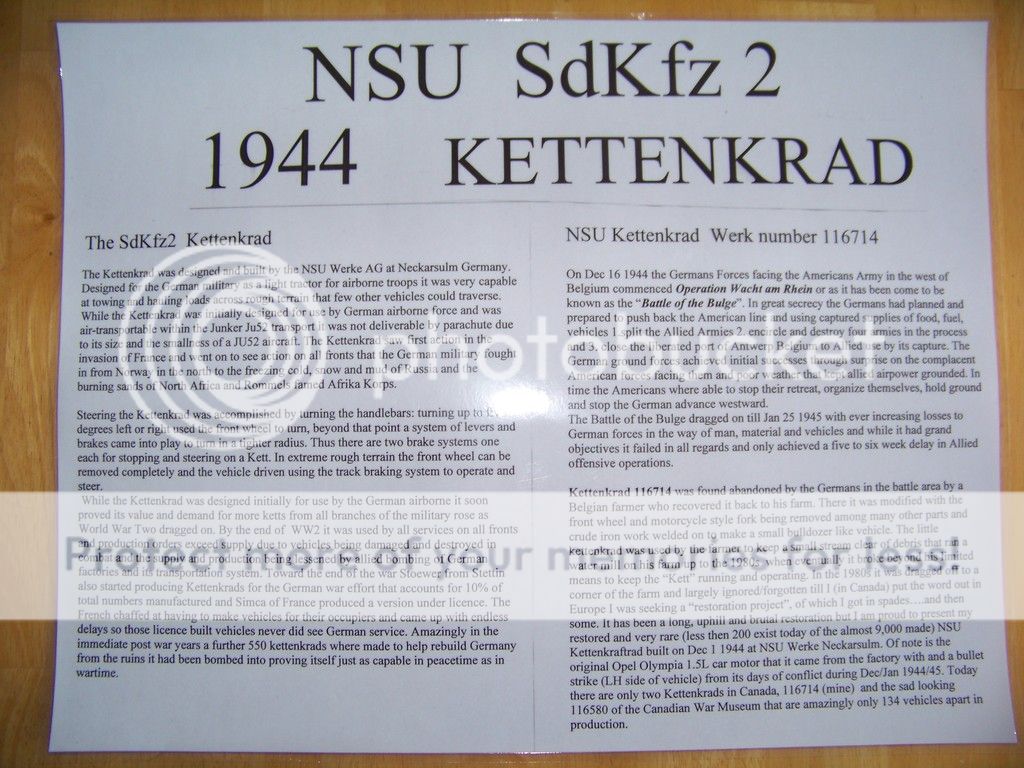 NSU SdKfz 2
1944 KETTENKRAD
The SdKfz2 Kettenkrad
The Kettenkrad was designed and built by the NSU Werke AG at Neckarsulm Germany.
Designed for the German military as a light tractor for airborne troops it was very capable
at towing and hauling loads across rough terrain that few other vehicles could traverse.
While the Kettenkrad was initially designed for use by German airborne force and was
air-transportable within the Junker Ju52 transport it was not deliverable by parachute due
to its size and the smallness of a JU52 aircraft. The Kettenkrad saw first action in the
invasion of France and went on to see action on all fronts that the German military fought
in from Norway in the north to the freezing cold, snow and mud of Russia and the
burning sands of North Africa and Rommels famed Afrika Korps.
Steering the Kettenkrad was accomplished by turning the handlebars: turning up to
degrees left or right used the front wheel to turn, beyond that point a system of levers and
brakes came into play to turn in a tighter radius. Thus there are two brake systems one
each for stopping and steering on a Kett. In extreme rough terrain the front wheel can be
removed completely and the vehicle driven using the track braking system to operate and
steer.
While the Kettenkrad was designed initially for use by the German airborne it soon
proved its value and demand for more ketts from all branches of the military rose as
World War Two dragged on. By the end of WW2 it was used by all services on all fronts
and production orders exceeded supply due to vehicles being damaged and destroyed in
combat and the slow production being caused by allied bombing of German
factories and its transportation system. Toward the end of the war Stoewer from Stettin
also started producing Kettenkrads for the German war effort that accounts for 10% of
total numbers manufactured and Simca of France produced a version under licence. The
French chaffed at having to make vehicles for their occupiers and came up with endless
delays so those licence built vehicles never did see German service. Amazingly in the
immediate post war years a further 550 kettenkrads where made to help rebuild Germany
from the ruins it had been bombed into proving itself just as capable in peacetime as in
wartime.
NSU Kettenkrad Werk number 116714
On Dec 16 1944 the Germans Forces facing the Americans Army in the west of
Belgium commenced Operation Wacht am Rhein or as it has been come to be
known as the “Battle of the Bulge”. In great secrecy the Germans had planned and
prepared to push back the American line and using captured supplies of food, fuel,
vehicles 1.split the Allied Armies 2. encircle and destroy four armies in the process
und 3. close the liberated port of Antwerp Belgium to Allied use by its capture. The
German ground forces achieved initial successes through surprise on the complacent
American forces facing them and poor weather that kept allied airpower grounded. In
time the Americans where able to stop their retreat, organize themselves, hold ground
and stop the German advance westward.
The Battle of the Bulge dragged on till Jan 25 1945 with ever increasing losses to
German forces in the way of man, material and vehicles and while it had grand
objectives it failed in all regards and only achieved a five to six week delay in Allied
offensive operations.
Kettenkrad 116714 was found abandoned by the Germans in the battle area by a
Belgian farmer who recovered it back to his farm. There it was modified with the
front wheel and motorcycle style fork being removed among many other parts and
crude iron work welded on to make a small bulldozer like vehicle. The little
kettenkrad was used by the farmer to keep a small stream clear of debris that ran a
water mill on his farm up to the 1980s when eventually it broke
means to keep the “Kett” running and operating. In the 1980s it was dragged off to a
corner of the farm and largely ignored/forgotten till I (in Canada) put the word out in
Europe I was seeking a “restoration project”, of which I got in spades….and then
some. It has been a long, uphill and brutal restoration but I am proud to present my
restored and very rare (less then 200 exist today of the almost 9,000 made) NSU
Kettenkraftrad built on Dec 1 1944 at NSU Werke Neckarsulm. Of note is the
original Opel Olympia 1.5L car motor that it came from the factory with and a bullet
strike (LH side of vehicle) from its days of conflict during Dec/Jan 1944/45. Today
there are only two Kettenkrads in Canada, 116714 (mine) and the sad looking
116580 of the Canadian War Museum that are amazingly only 134 vehicles apart in
production.
photobucket
Protect more of your memories for less!